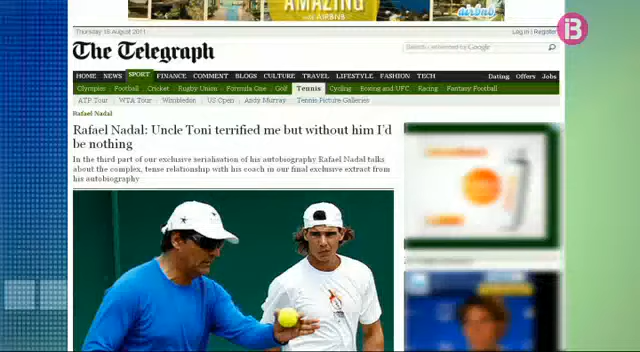 AMAZING
WITH AIRBNB
airbnb
Thursday 18 August 2011
Log in | Register
The Telegraph
HOME NEWS SPORT FINANCE COMMENT BLOGS CULTURE TRAVEL LIFESTYLE FASHION TECH
Dating Offers Jobs
Olympics Football Cricket Rugby Union Formula One Golf Tennis Cycling Boxing and UFC Racing Fantasy Football
ATP Tour WTA Tour Wimbledon US Open Andy Murray Tennis Picture Galleries
Rafael Nadal
Rafael Nadal: Uncle Toni terrified me but without him I'd
be nothing
In the third part of our exclusive serialisation of his autobiography Rafael Nadal talks
about the complex, tense relationship with his coach in our final exclusive extract from
his autobiography